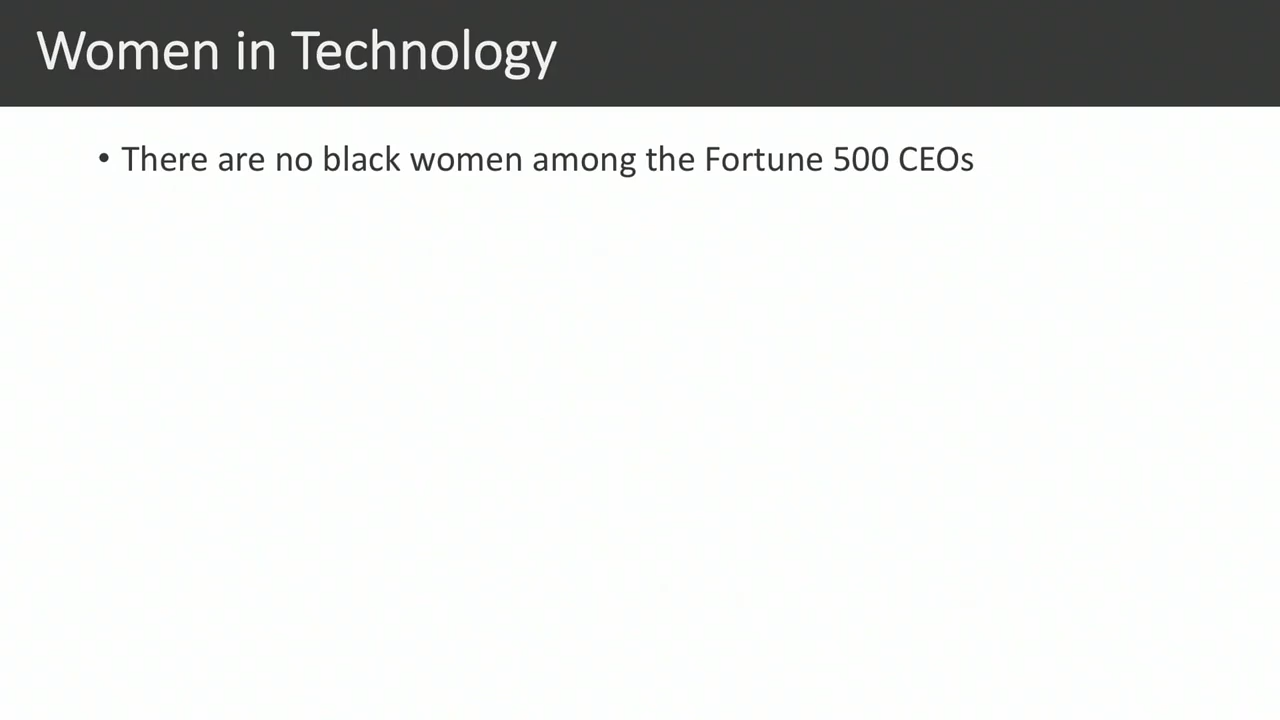 Women in Technology
• There are no black women among the Fortune 500 CEOs